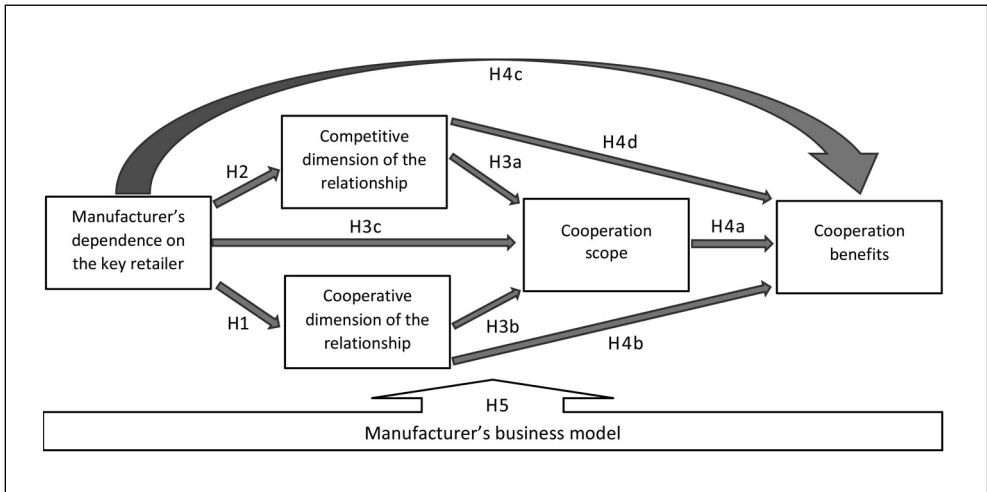 H4c
Competitive
dimension of the
relationship
H4d
H3a
H2
Manufacturer's
dependence on
the key retailer
H3c
Cooperation
scope
H4a
Cooperation
benefits
H1
Cooperative
dimension of the
relationship
H3b
H4b
H5
Manufacturer's business model